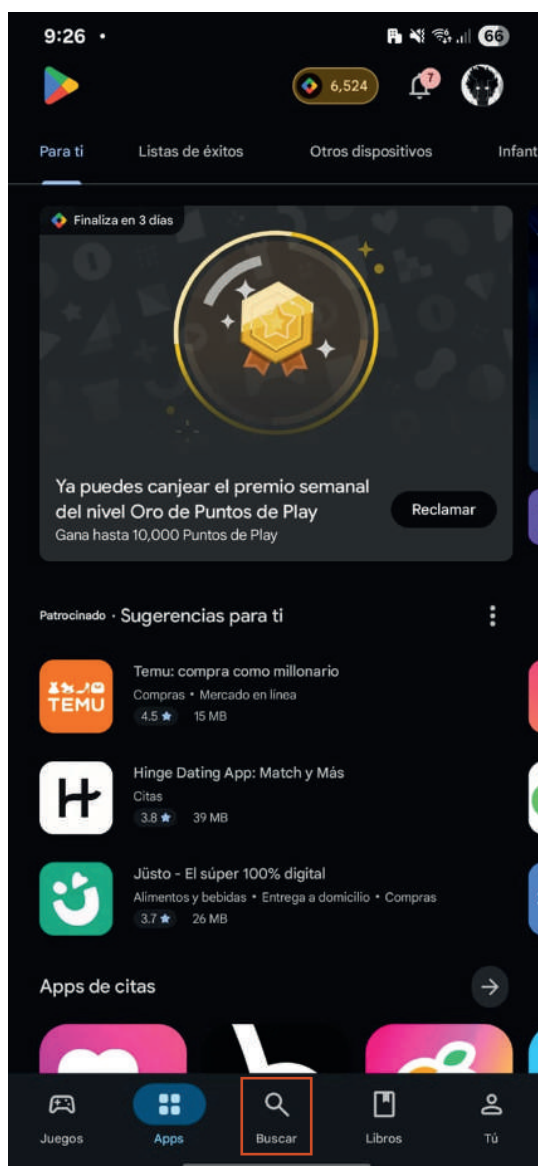 9:26
66
6,524
7
Para ti
Listas de éxitos
Otros dispositivos
Infant
Finaliza en 3 días
Ya puedes canjear el premio semanal
del nivel Oro de Puntos de Play
Gana hasta 10,000 Puntos de Play
Reclamar
Patrocinado · Sugerencias para ti
TEMU
Temu: compra como millonario
Compras • Mercado en línea
4.5 ★ 15 MB
H
Hinge Dating App: Match y Más
Citas
3.8 ★ 39 MB
Jüsto - El súper 100% digital
Alimentos y bebidas • Entrega a domicilio • Compras
3.7 ★ 26 MB
Apps de citas
Juegos
Apps
Buscar
Libros
Tú